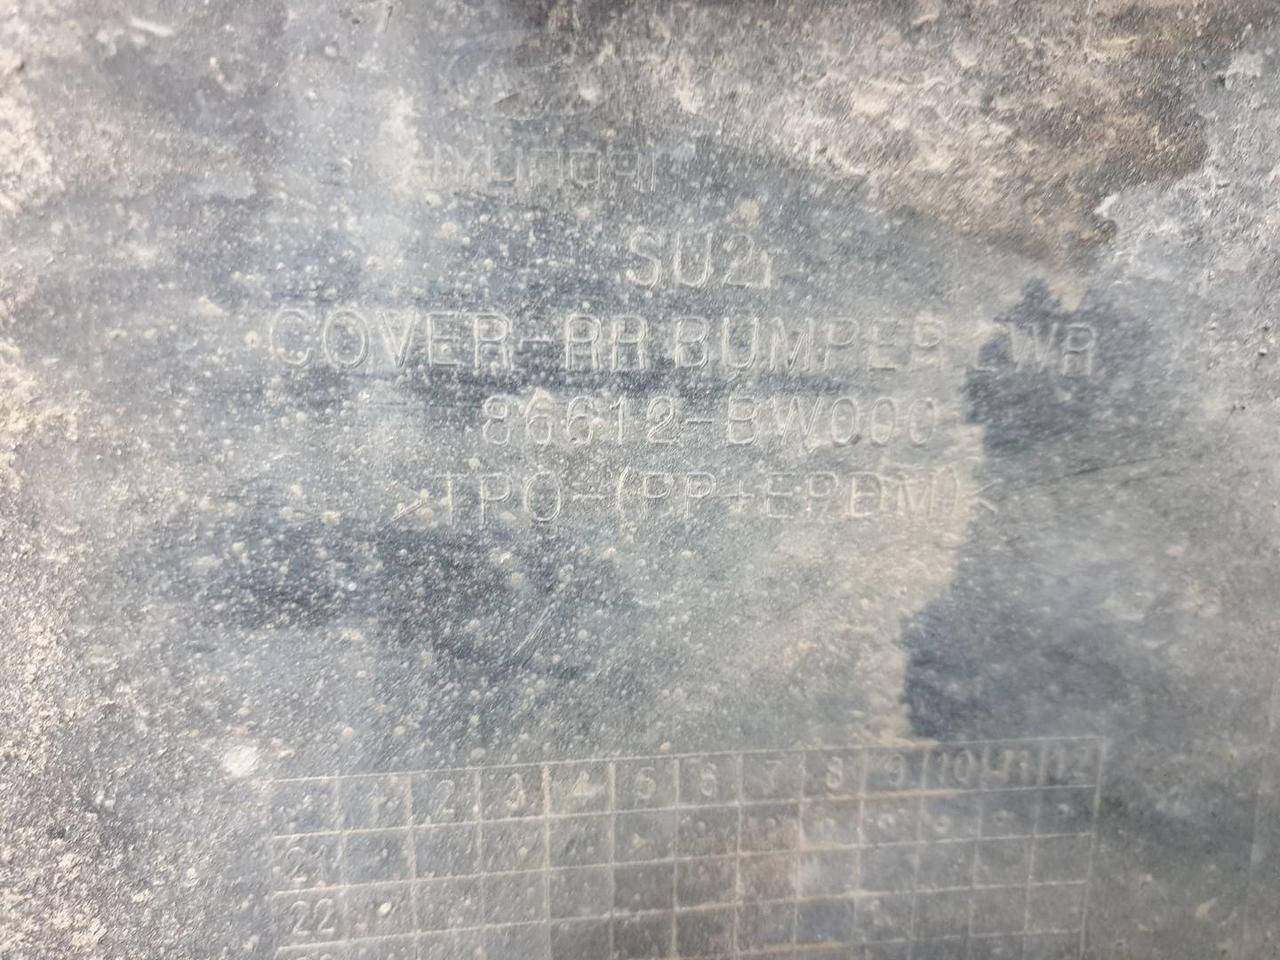 HYUNDAI
SU2r
COVER-RR BUMPER LWR
86612-BW000
>TPO-(PP+EPDM)<
1 2 3 4 5 6 7 8 9 10 11 12
21
22